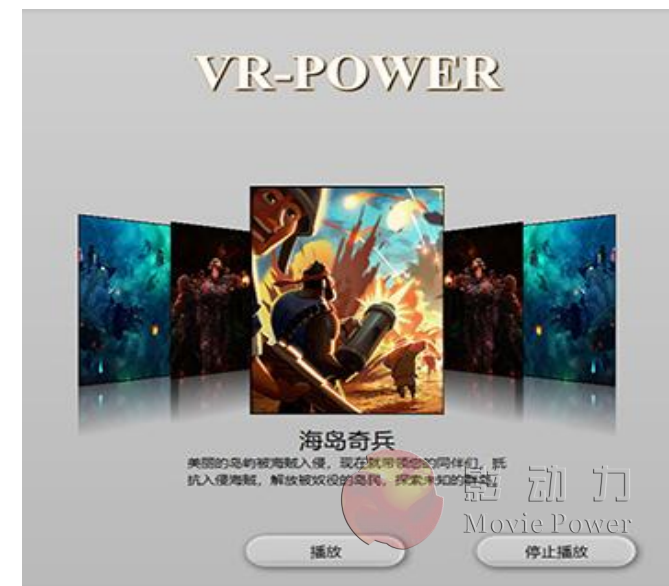 VR-POWER
海岛奇兵
美丽的岛屿被海贼入侵，现在就带领您的同伴们，抵
抗入侵海贼，解放被奴役的岛民，探索未知的群岛。
影动力
Movie Power
播放
停止播放